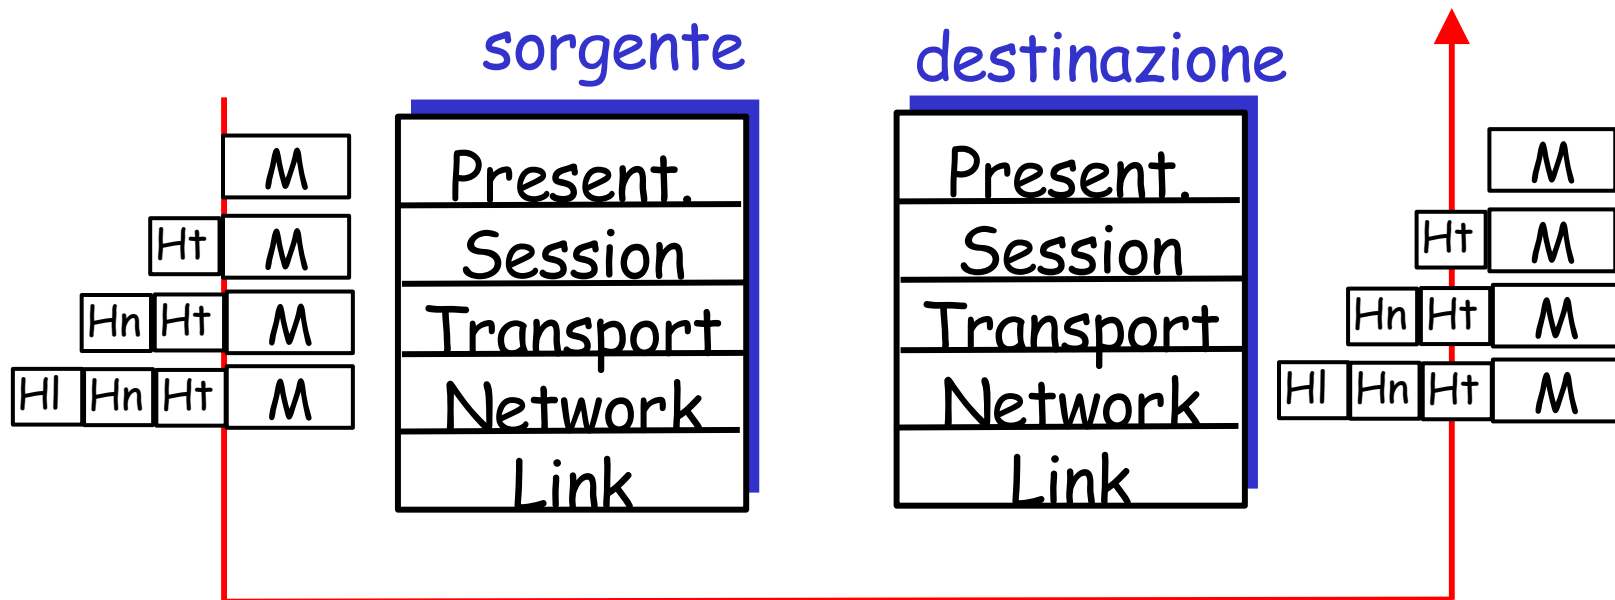 sorgente destinazione
M Present. Present. M
Ht M Session Session Ht M
Hn Ht M Transport Transport Hn Ht M
Hl Hn Ht M Network Network Hl Hn Ht M
Link Link